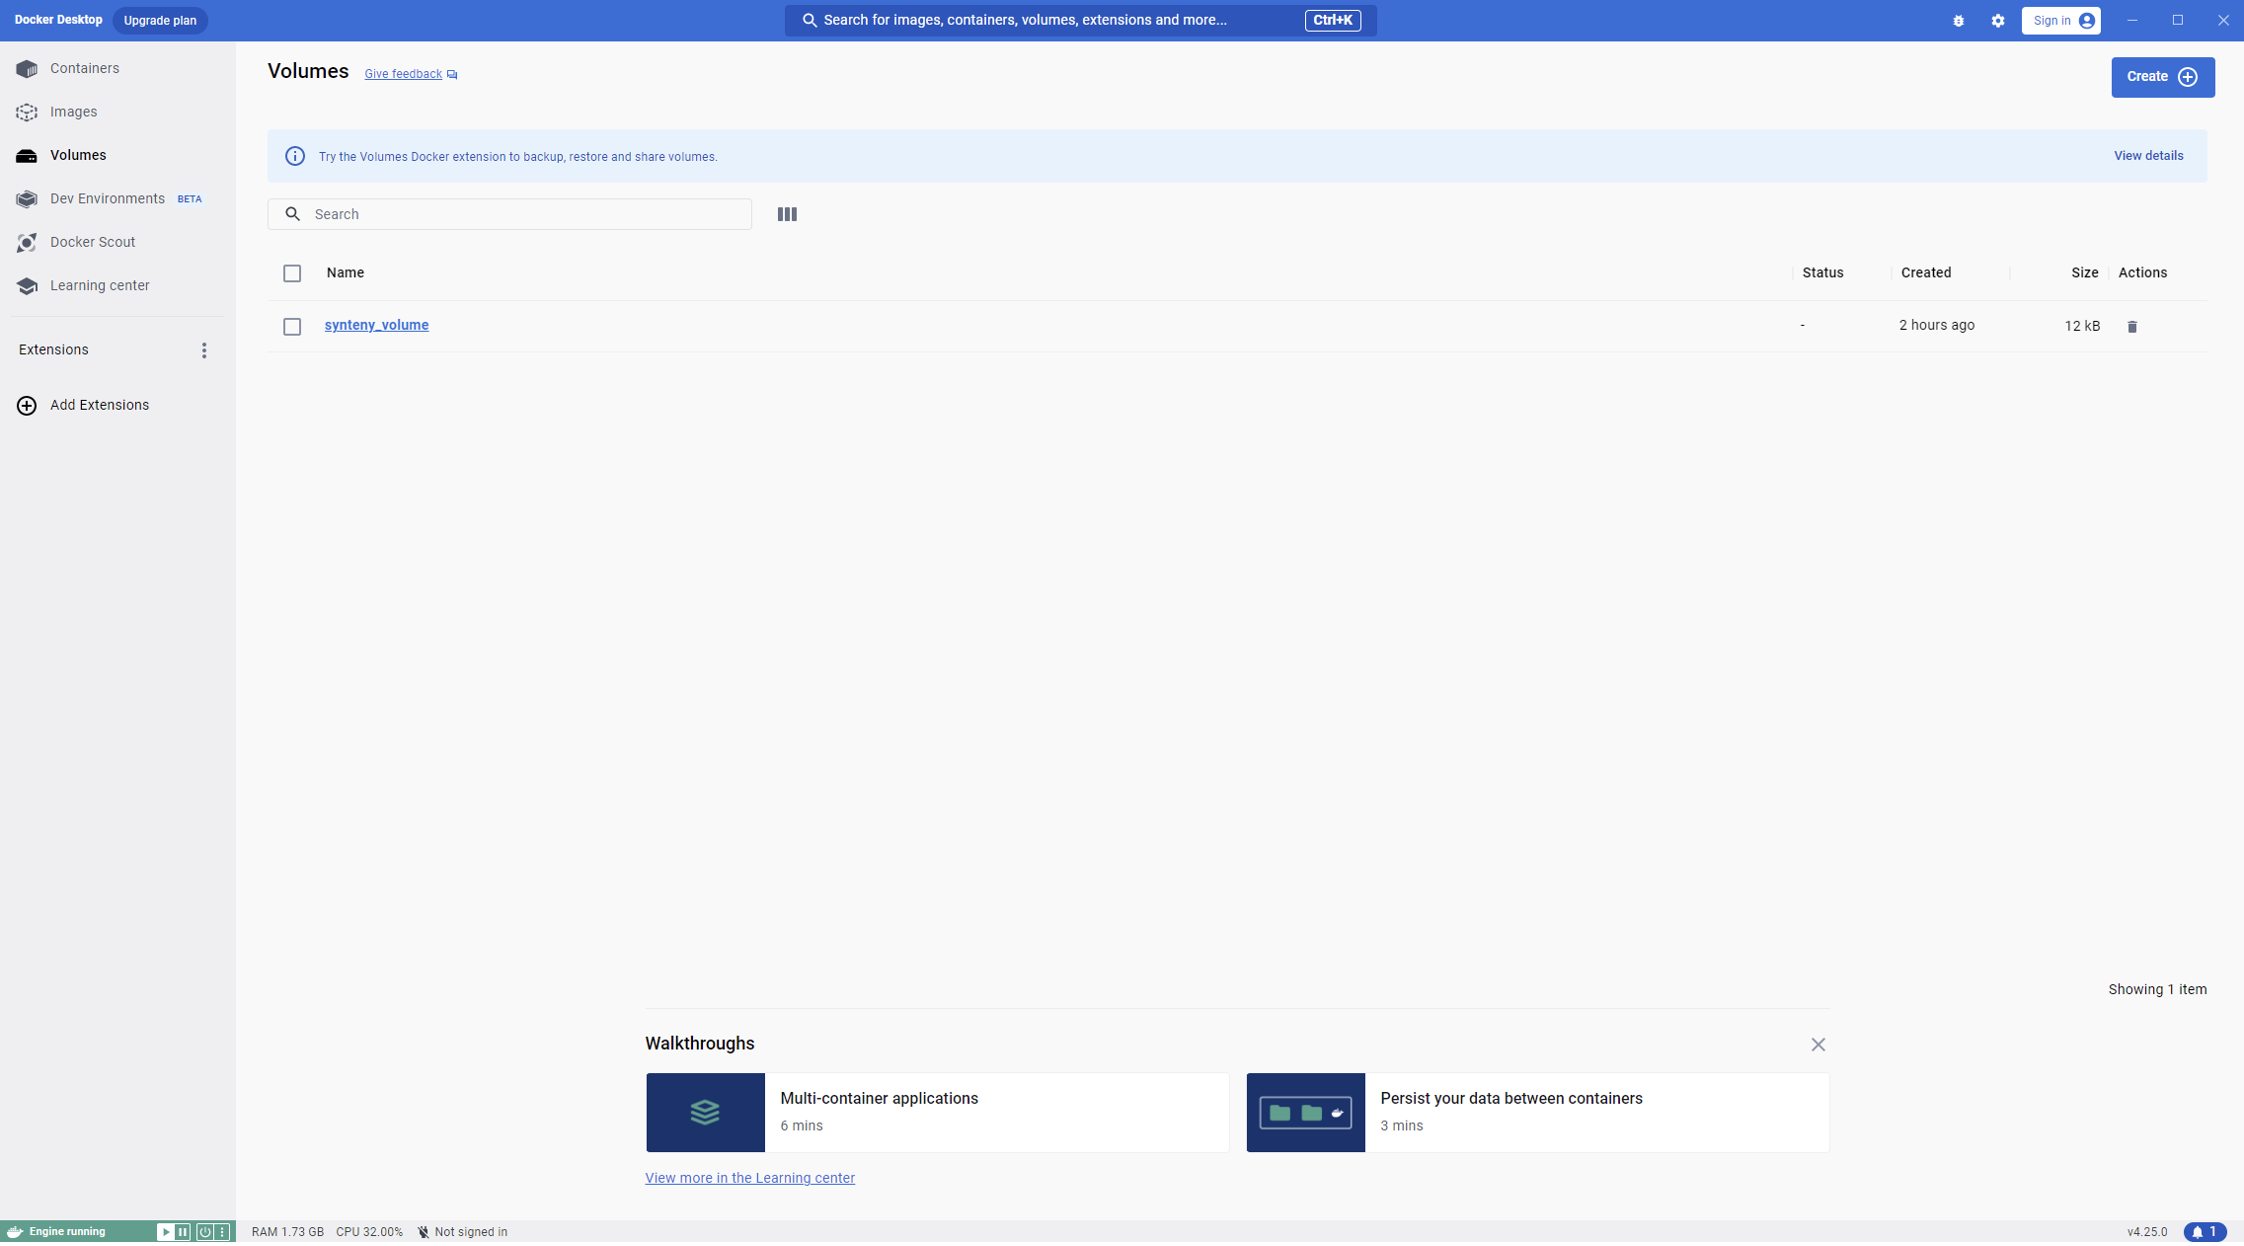 Docker Desktop Upgrade plan Search for images, containers, volumes, extensions and more... Ctrl+K Sign in
Containers
Images
Volumes
Dev Environments BETA
Docker Scout
Learning center
Extensions
Add Extensions
Volumes Give feedback
Create
Try the Volumes Docker extension to backup, restore and share volumes. View details
Search
Name Status Created Size Actions
synteny_volume - 2 hours ago 12 kB
Showing 1 item
Walkthroughs
Multi-container applications
6 mins
Persist your data between containers
3 mins
View more in the Learning center
Engine running RAM 1.73 GB CPU 32.00% Not signed in v4.25.0 1